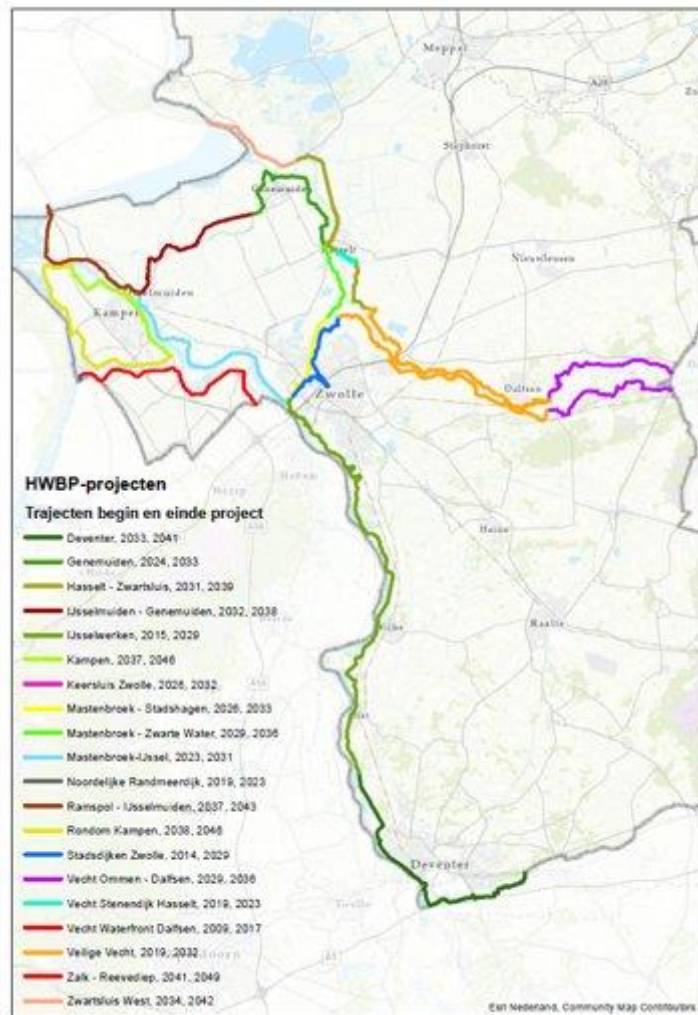 Meppel
Staphorst
Genemuiden
Nieuwleusen
Kampen
Dalfsen
Zwolle
Hattem
HWBP-projecten
Trajecten begin en einde project
Heino
Raalte
Deventer
Deventer, 2033, 2041
Genemuiden, 2024, 2033
Hasselt - Zwartsluis, 2031, 2039
IJsselmuiden - Genemuiden, 2032, 2038
IJsselwerken, 2015, 2029
Kampen, 2037, 2046
Keersluis Zwolle, 2026, 2032
Mastenbroek - Stadshagen, 2026, 2033
Mastenbroek - Zwarte Water, 2029, 2036
Mastenbroek-IJssel, 2023, 2031
Noordelijke Randmeerdijk, 2019, 2023
Ramspol - IJsselmuiden, 2037, 2043
Rondom Kampen, 2038, 2046
Stadsdijken Zwolle, 2014, 2029
Vecht Ommen - Dalfsen, 2029, 2036
Vecht Stenendijk Hasselt, 2019, 2023
Vecht Waterfront Dalfsen, 2009, 2017
Veilige Vecht, 2019, 2032
Zalk - Reevediep, 2041, 2049
Zwartsluis West, 2034, 2042
Esri Nederland, Community Map Contributors